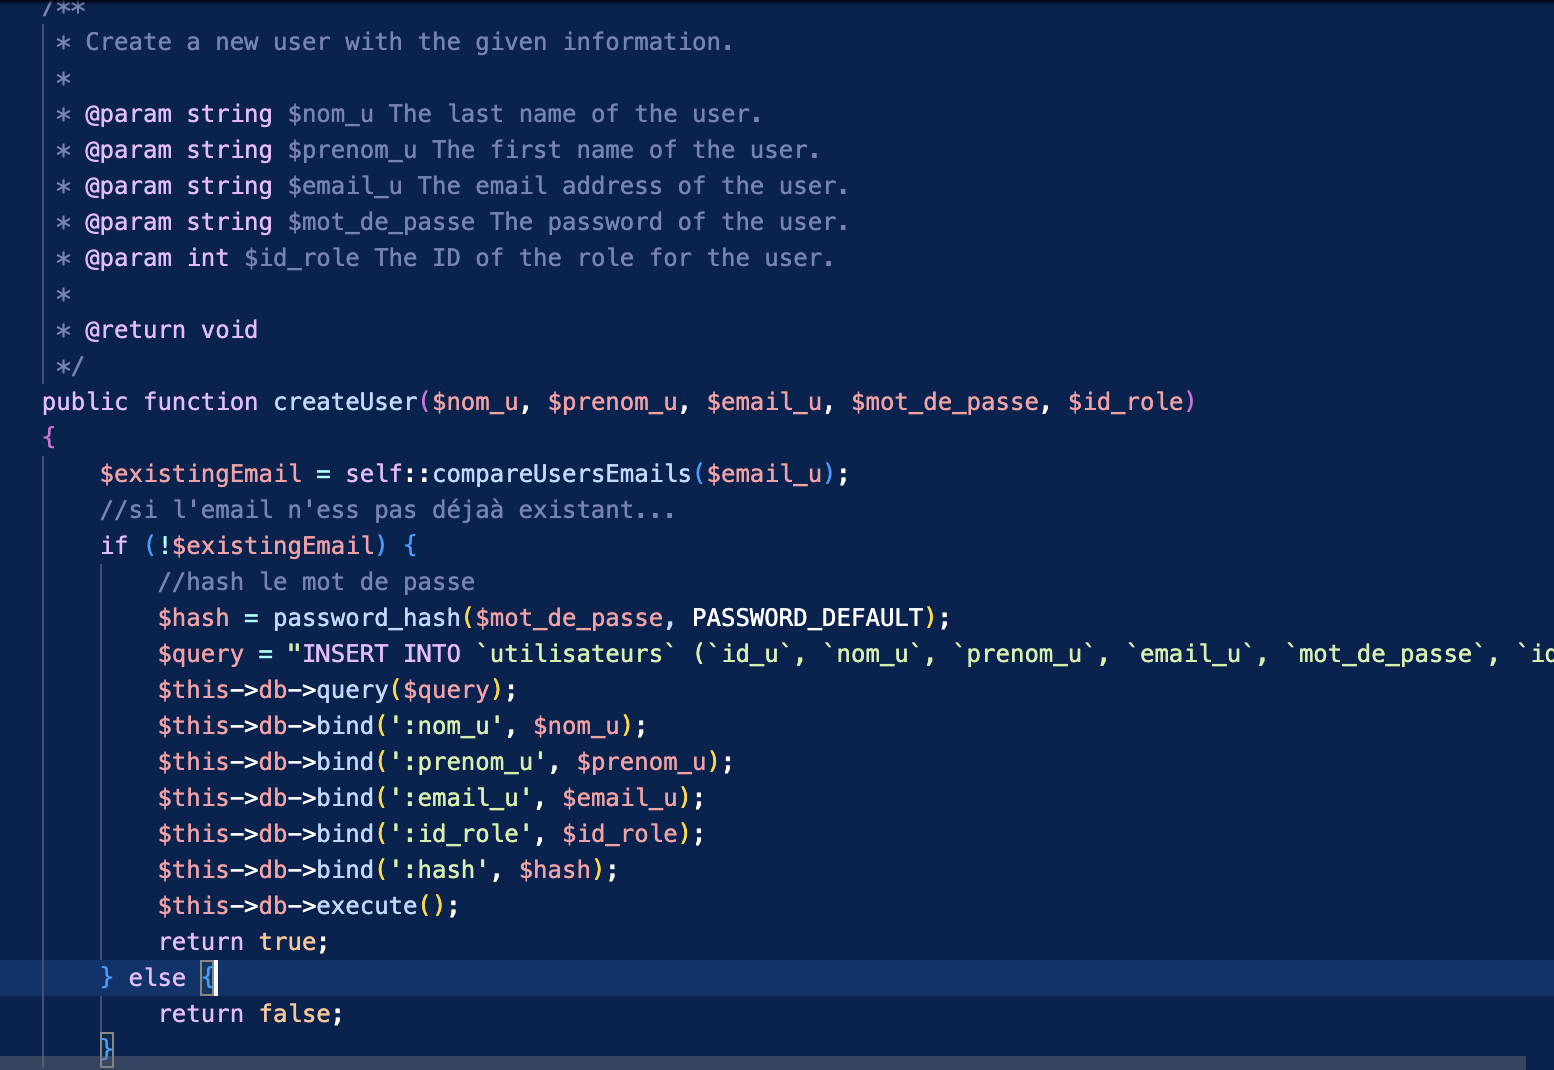 /**
* Create a new user with the given information.
*
* @param string $nom_u The last name of the user.
* @param string $prenom_u The first name of the user.
* @param string $email_u The email address of the user.
* @param string $mot_de_passe The password of the user.
* @param int $id_role The ID of the role for the user.
*
* @return void
*/
public function createUser($nom_u, $prenom_u, $email_u, $mot_de_passe, $id_role)
{
$existingEmail = self::compareUsersEmails($email_u);
//si l'email n'ess pas déjaà existant...
if (!$existingEmail) {
//hash le mot de passe
$hash = password_hash($mot_de_passe, PASSWORD_DEFAULT);
$query = "INSERT INTO `utilisateurs` (`id_u`, `nom_u`, `prenom_u`, `email_u`, `mot_de_passe`, `id
$this->db->query($query);
$this->db->bind(':nom_u', $nom_u);
$this->db->bind(':prenom_u', $prenom_u);
$this->db->bind(':email_u', $email_u);
$this->db->bind(':id_role', $id_role);
$this->db->bind(':hash', $hash);
$this->db->execute();
return true;
} else {
return false;
}